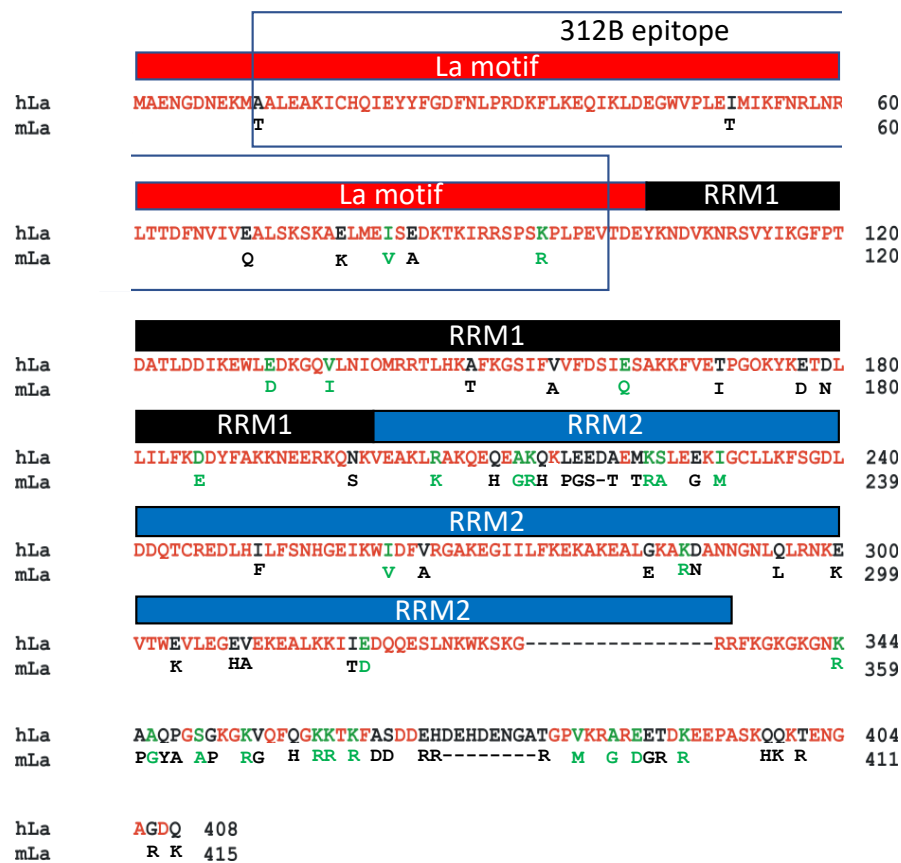 312B epitope
La motif
hLa MAENGDNEKMAALEAKICHQIEYYFGDFNLPRDKFLKEQIKLDEGWVPLEIMIKFNRLNR 60
mLa T T 60
La motif RRM1
hLa LTTDFNVIVEALSKSKAELMEISEDKTKIRRSPSKPLPEVTDEYKNDVKNRSVYIKGFPT 120
mLa Q K V A R 120
RRM1
hLa DATLDDIKEWLEDKGQVLNIOMRRTLHKAFKGSIFVVFDSIESAKKFVETPGOKYKETDL 180
mLa D I T A Q I D N 180
RRM1 RRM2
hLa LILFKDDYFAKKNEERKQNKVEAKLRAKQEQEAKQKLEEDAEMKSLEEKIGCLLKFSGDL 240
mLa E S K H GRH PGS-T TRA G M 239
RRM2
hLa DDQTCREDLHILFSNHGEIKWIDFVRGAKEGIILFKEKAKEALGKAKDANNGNLQLRNKE 300
mLa F V A E RN L K 299
RRM2
hLa VTWEVLEGEVEKEALKKIIEDQQESLNKWKSKG----------------RRFKGKGKGNK 344
mLa K HA TD R 359
hLa AAQPGSGKGKVQFQGKKTKFASDDEHDEHDENGATGPVKRAREETDKEEPASKQQKTENG 404
mLa PGYA AP RG H RR R DD RR--------R M G DGR R HK R 411
hLa AGDQ 408
mLa R K 415